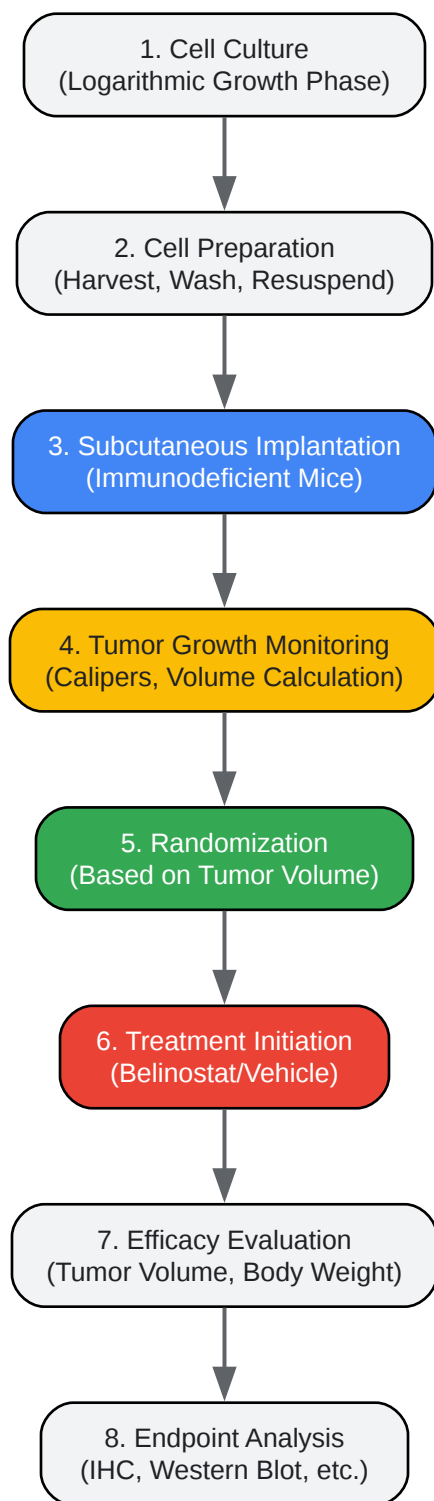 1. Cell Culture
(Logarithmic Growth Phase)
2. Cell Preparation
(Harvest, Wash, Resuspend)
3. Subcutaneous Implantation
(Immunodeficient Mice)
4. Tumor Growth Monitoring
(Calipers, Volume Calculation)
5. Randomization
(Based on Tumor Volume)
6. Treatment Initiation
(Belinostat/Vehicle)
7. Efficacy Evaluation
(Tumor Volume, Body Weight)
8. Endpoint Analysis
(IHC, Western Blot, etc.)